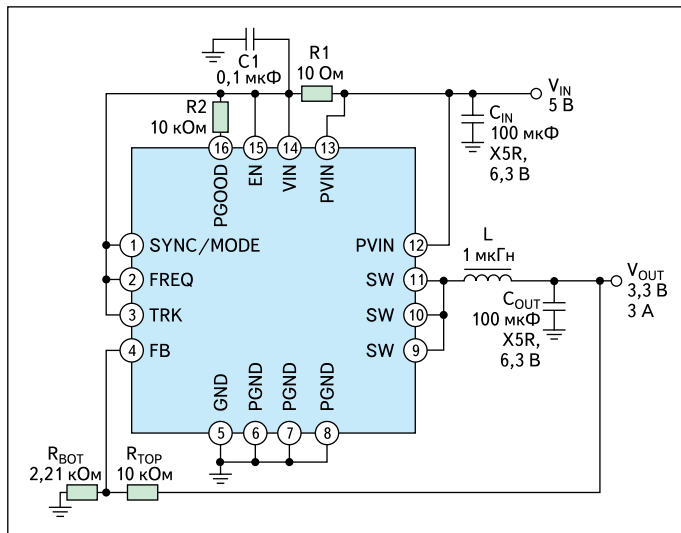 C1
0,1 мкФ
R1
10 Ом
R2
10 кОм
V_IN
5 В
C_IN
100 мкФ
X5R,
6,3 В
16
15
14
13
PGOOD
EN
VIN
PVIN
1
SYNC/MODE
2
FREQ
3
TRK
4
FB
PVIN
12
SW
11
SW
10
SW
9
L
1 мкГн
V_OUT
3,3 В
3 А
C_OUT
100 мкФ
X5R,
6,3 В
GND
PGND
PGND
PGND
5
6
7
8
R_BOT
2,21 кОм
R_TOP
10 кОм